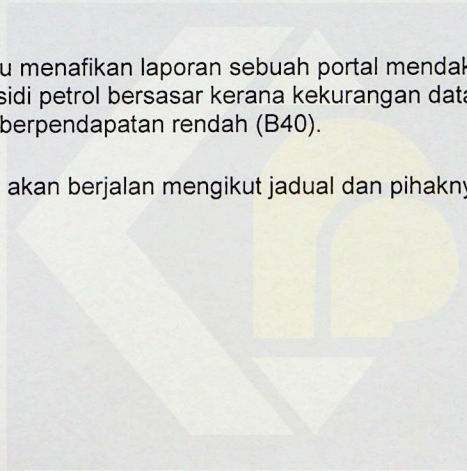 u menafikan laporan sebuah portal mendak
sidi petrol bersasar kerana kekurangan data
berpendapatan rendah (B40).
akan berjalan mengikut jadual dan pihakny